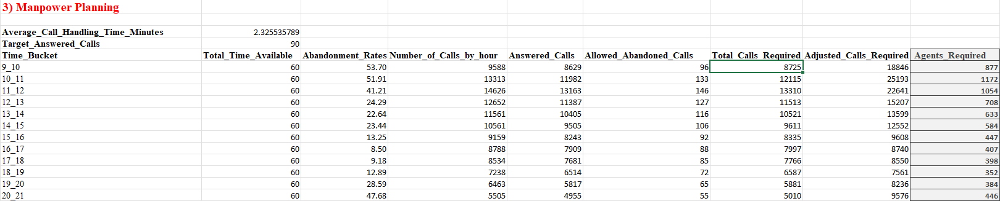 3) Manpower Planning
Average_Call_Handling_Time_Minutes 2.325535789
Target_Answered_Calls 90
Time_Bucket Total_Time_Available Abandonment_Rates Number_of_Calls_by_hour Answered_Calls Allowed_Abandoned_Calls Total_Calls_Required Adjusted_Calls_Required Agents_Required
9_10 60 53.70 9588 8629 96 8725 18846 877
10_11 60 51.91 13313 11982 133 12115 25193 1172
11_12 60 41.21 14626 13163 146 13310 22641 1054
12_13 60 24.29 12652 11387 127 11513 15207 708
13_14 60 22.64 11561 10405 116 10521 13599 633
14_15 60 23.44 10561 9505 106 9611 12552 584
15_16 60 13.25 9159 8243 92 8335 9608 447
16_17 60 8.50 8788 7909 88 7997 8740 407
17_18 60 9.18 8534 7681 85 7766 8550 398
18_19 60 12.89 7238 6514 72 6587 7561 352
19_20 60 28.59 6463 5817 65 5881 8236 384
20_21 60 47.68 5505 4955 55 5010 9576 446